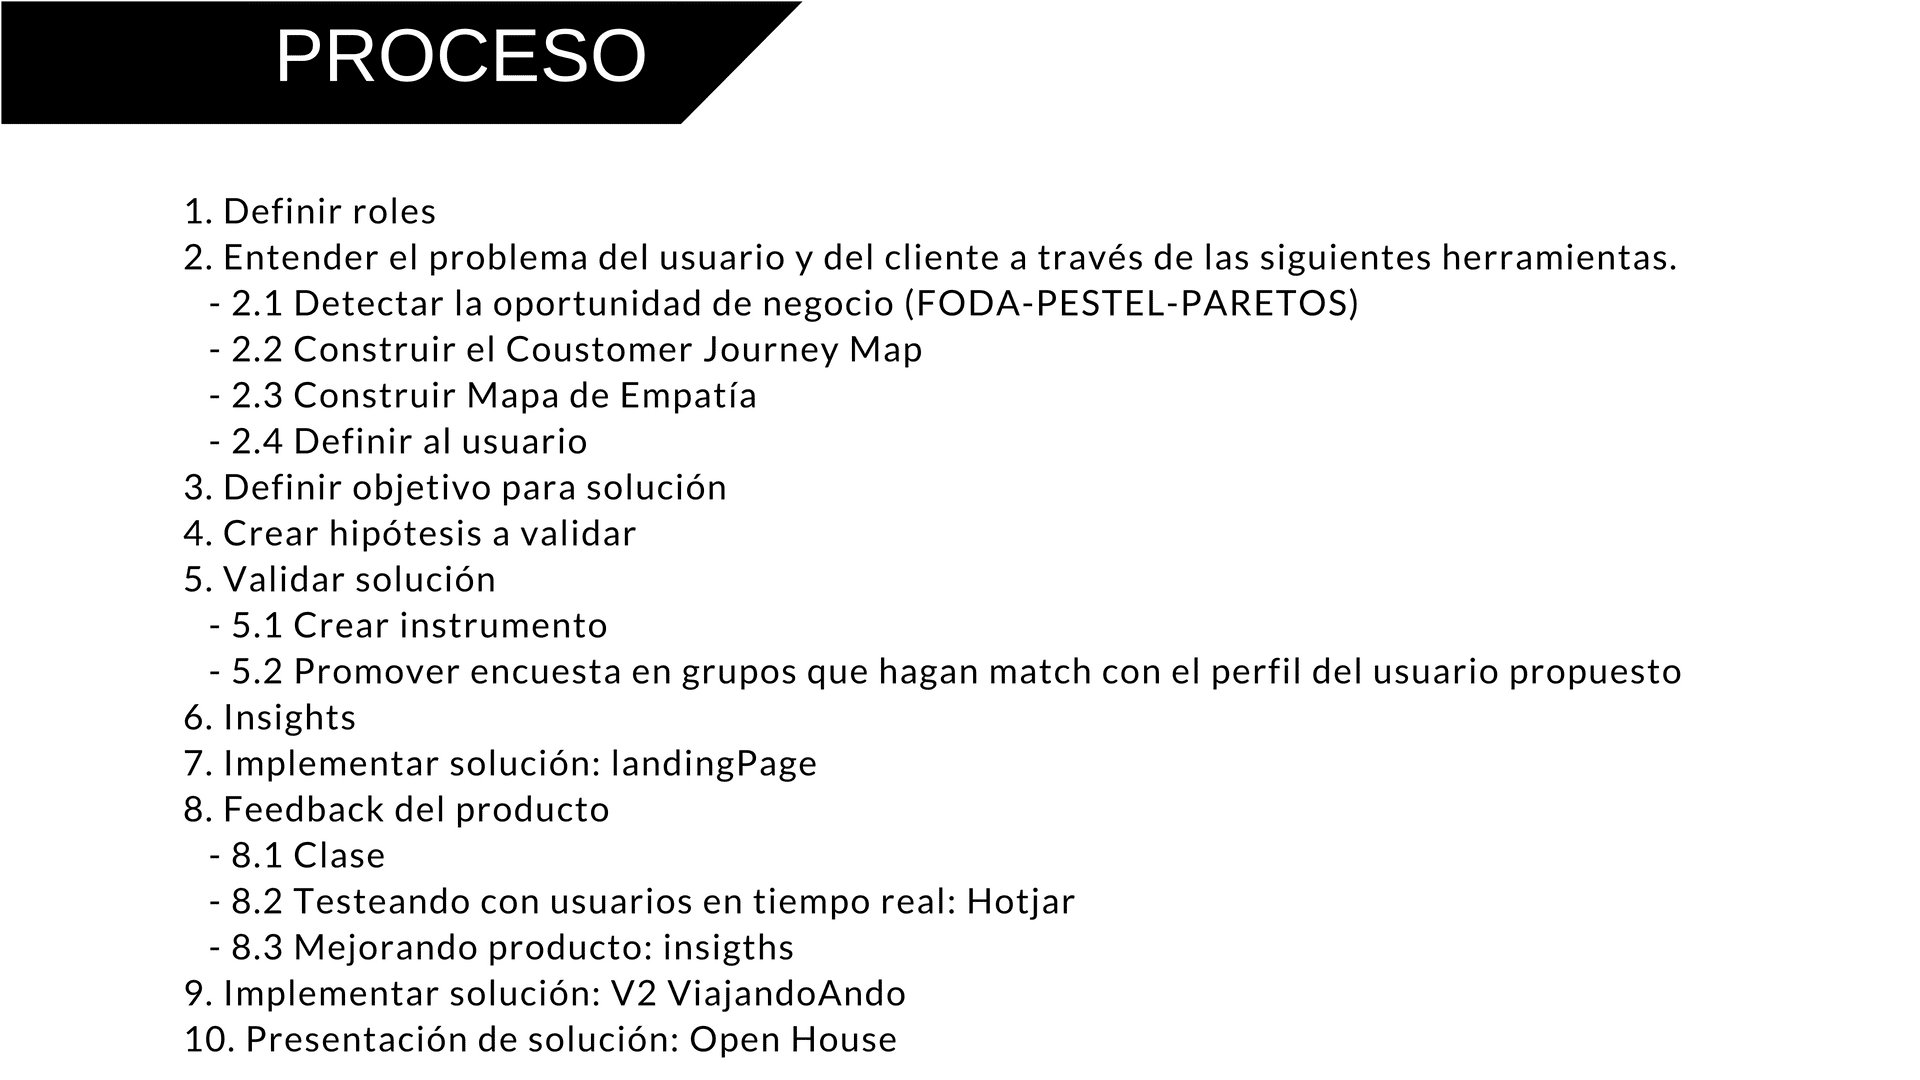 PROCESO
1. Definir roles
2. Entender el problema del usuario y del cliente a través de las siguientes herramientas.
- 2.1 Detectar la oportunidad de negocio (FODA-PESTEL-PARETOS)
- 2.2 Construir el Coustomer Journey Map
- 2.3 Construir Mapa de Empatía
- 2.4 Definir al usuario
3. Definir objetivo para solución
4. Crear hipótesis a validar
5. Validar solución
- 5.1 Crear instrumento
- 5.2 Promover encuesta en grupos que hagan match con el perfil del usuario propuesto
6. Insights
7. Implementar solución: landingPage
8. Feedback del producto
- 8.1 Clase
- 8.2 Testeando con usuarios en tiempo real: Hotjar
- 8.3 Mejorando producto: insigths
9. Implementar solución: V2 ViajandoAndo
10. Presentación de solución: Open House